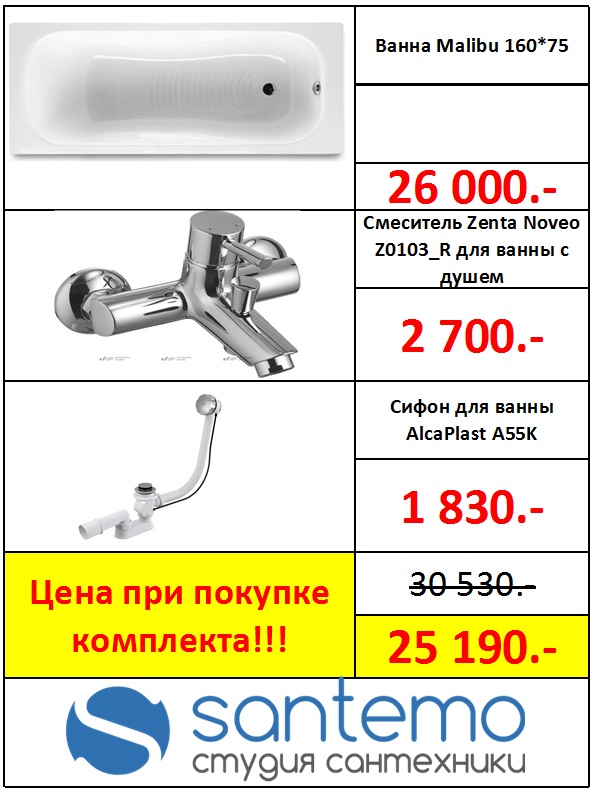 Ванна Malibu 160*75
26 000.-
Смеситель Zenta Noveo
Z0103_R для ванны с
душем
2 700.-
Сифон для ванны
AlcaPlast A55K
1 830.-
Цена при покупке
комплекта!!!
30 530.-
25 190.-
santemo
студия сантехники